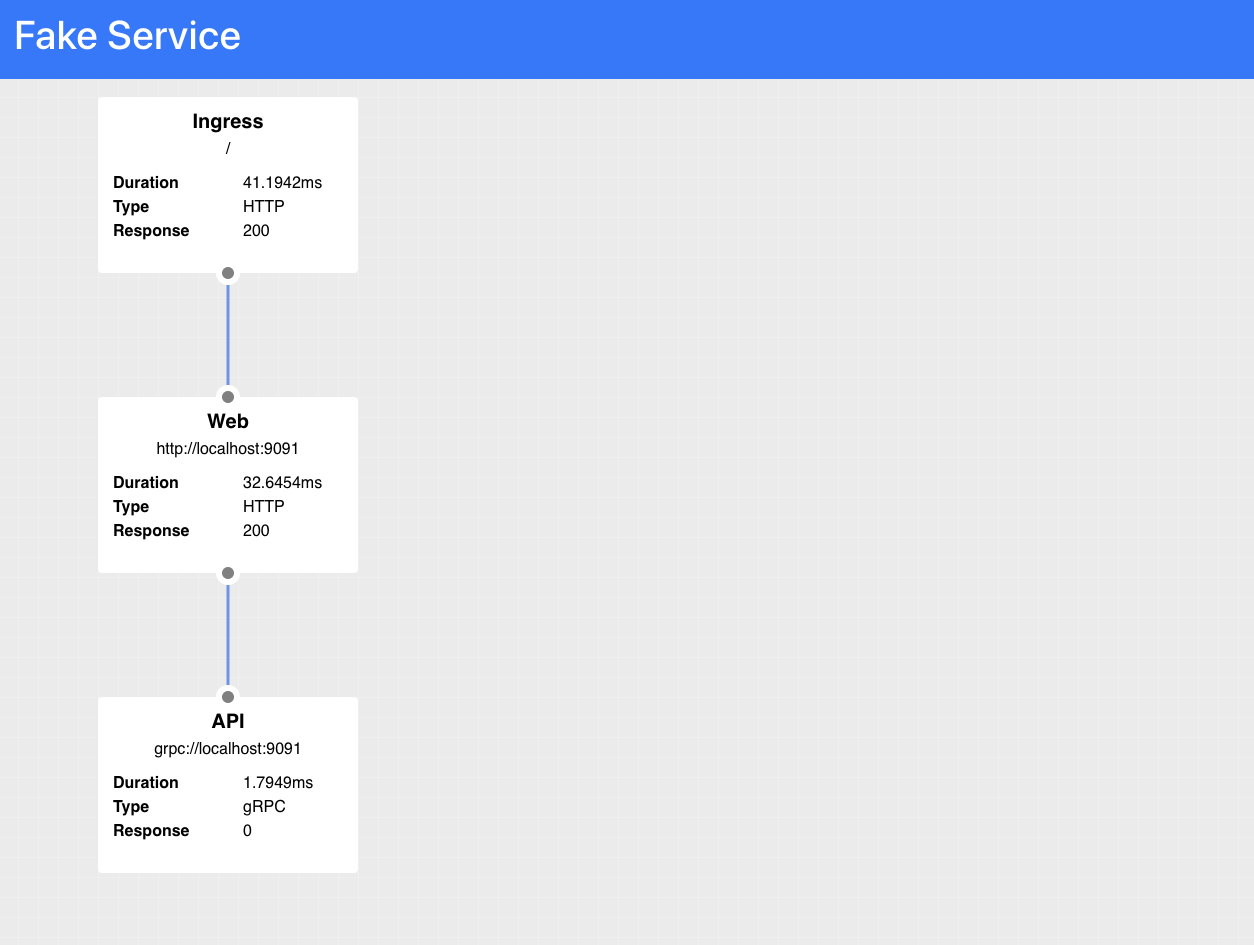 Fake Service
Ingress
/
Duration 41.1942ms
Type HTTP
Response 200
Web
http://localhost:9091
Duration 32.6454ms
Type HTTP
Response 200
API
grpc://localhost:9091
Duration 1.7949ms
Type gRPC
Response 0